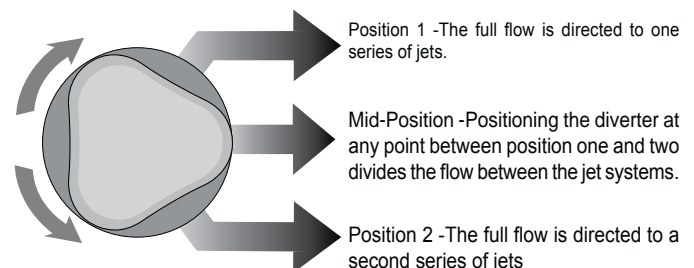 Position 1 -The full flow is directed to one
series of jets.
Mid-Position -Positioning the diverter at
any point between position one and two
divides the flow between the jet systems.
Position 2 -The full flow is directed to a
second series of jets